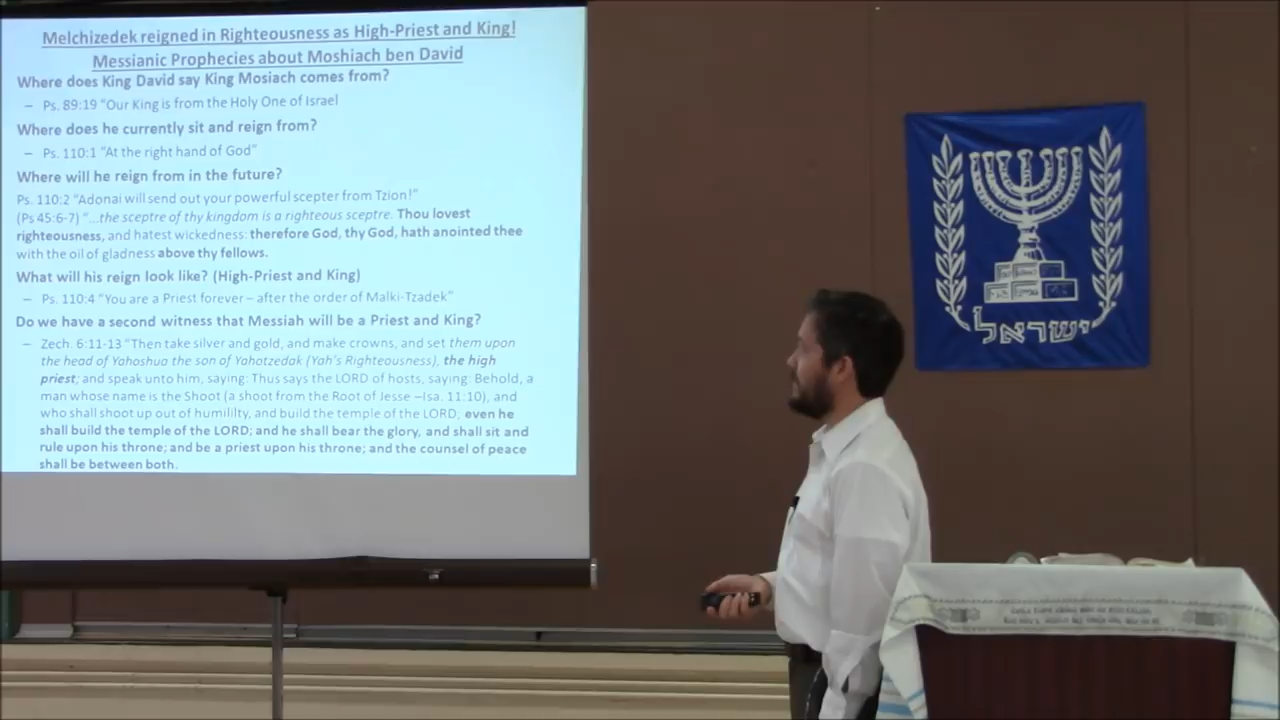 Melchizedek reigned in Righteousness as High-Priest and King!
Messianic Prophecies about Moshiach ben David
Where does King David say King Mosiach comes from?
– Ps. 89:19 "Our King is from the Holy One of Israel
Where does he currently sit and reign from?
– Ps. 110:1 "At the right hand of God"
Where will he reign from in the future?
Ps. 110:2 "Adonai will send out your powerful scepter from Tzion!"
(Ps 45:6-7) "...the sceptre of thy kingdom is a righteous sceptre. Thou lovest
righteousness, and hatest wickedness: therefore God, thy God, hath anointed thee
with the oil of gladness above thy fellows.
What will his reign look like? (High-Priest and King)
– Ps. 110:4 "You are a Priest forever – after the order of Malki-Tzadek"
Do we have a second witness that Messiah will be a Priest and King?
– Zech. 6:11-13 "Then take silver and gold, and make crowns, and set them upon
the head of Yahoshua the son of Yahotzedak (Yah's Righteousness), the high
priest; and speak unto him, saying: Thus says the LORD of hosts, saying: Behold, a
man whose name is the Shoot (a shoot from the Root of Jesse –Isa. 11:10), and
who shall shoot up out of humililty, and build the temple of the LORD; even he
shall build the temple of the LORD; and he shall bear the glory, and shall sit and
rule upon his throne; and be a priest upon his throne; and the counsel of peace
shall be between both.
ישראל